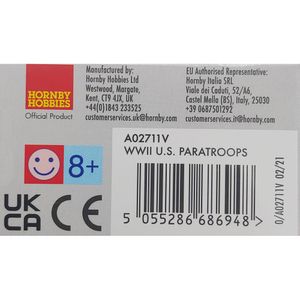 HORNBY
HOBBIES
Official Product
Manufactured by:
Hornby Hobbies Ltd
Westwood, Margate,
Kent, CT9 4JX, UK
+44(0)1843 233525
customerservices.uk@hornby.com
EU Authorised Representative:
Hornby Italia SRL
Viale dei Caduti, 52/A6,
Castel Mella (BS), Italy, 25030
+39 0687501292
customerservices.it@hornby.com
8+
UK
CA
CE
A02711V
WWII U.S. PARATROOPS
5 055286 686948
0/A02711V 02/21